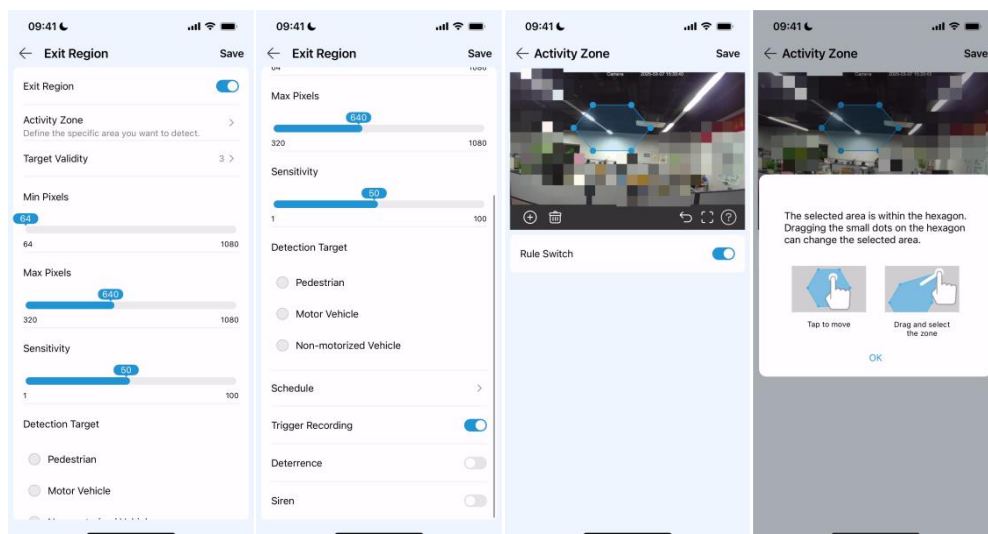 09:41
Exit Region
Save
Exit Region
Activity Zone
Define the specific area you want to detect.
Target Validity
3
Min Pixels
64
64
1080
Max Pixels
640
320
1080
Sensitivity
50
1
100
Detection Target
Pedestrian
Motor Vehicle
09:41
Exit Region
Save
Max Pixels
640
320
1080
Sensitivity
50
1
100
Detection Target
Pedestrian
Motor Vehicle
Non-motorized Vehicle
Schedule
Trigger Recording
Deterrence
Siren
09:41
Activity Zone
Save
Camera
Rule Switch
09:41
Activity Zone
Save
Camera
The selected area is within the hexagon.
Dragging the small dots on the hexagon
can change the selected area.
Tap to move
Drag and select
the zone
OK